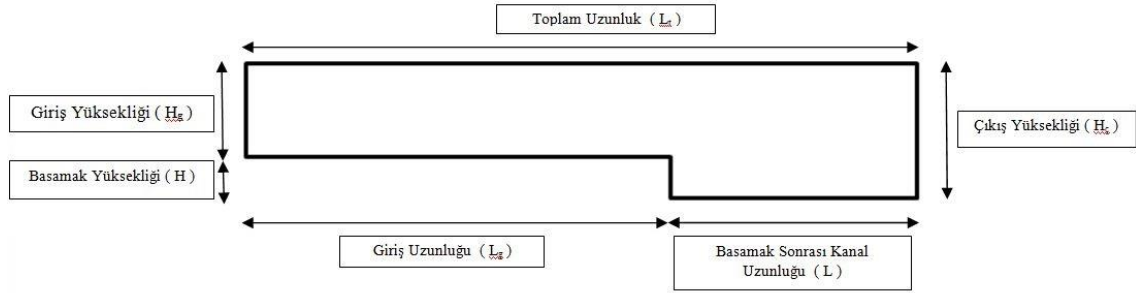 Toplam Uzunluk ( Lt )
Giriş Yüksekliği ( Hg )
Çıkış Yüksekliği ( Hç )
Basamak Yüksekliği ( H )
Giriş Uzunluğu ( Lg )
Basamak Sonrası Kanal
Uzunluğu ( L )